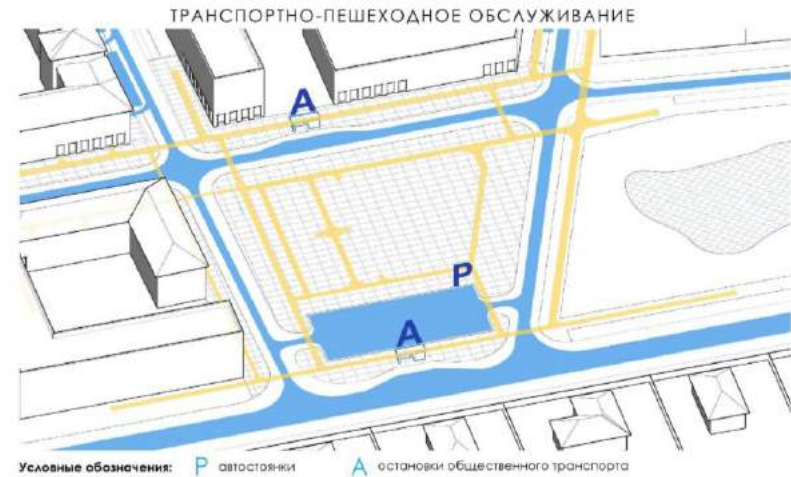 ТРАНСПОРТНО-ПЕШЕХОДНОЕ ОБСЛУЖИВАНИЕ
А
Р
А
Условные обозначения: Р автостоянки А остановки общественного транспорта